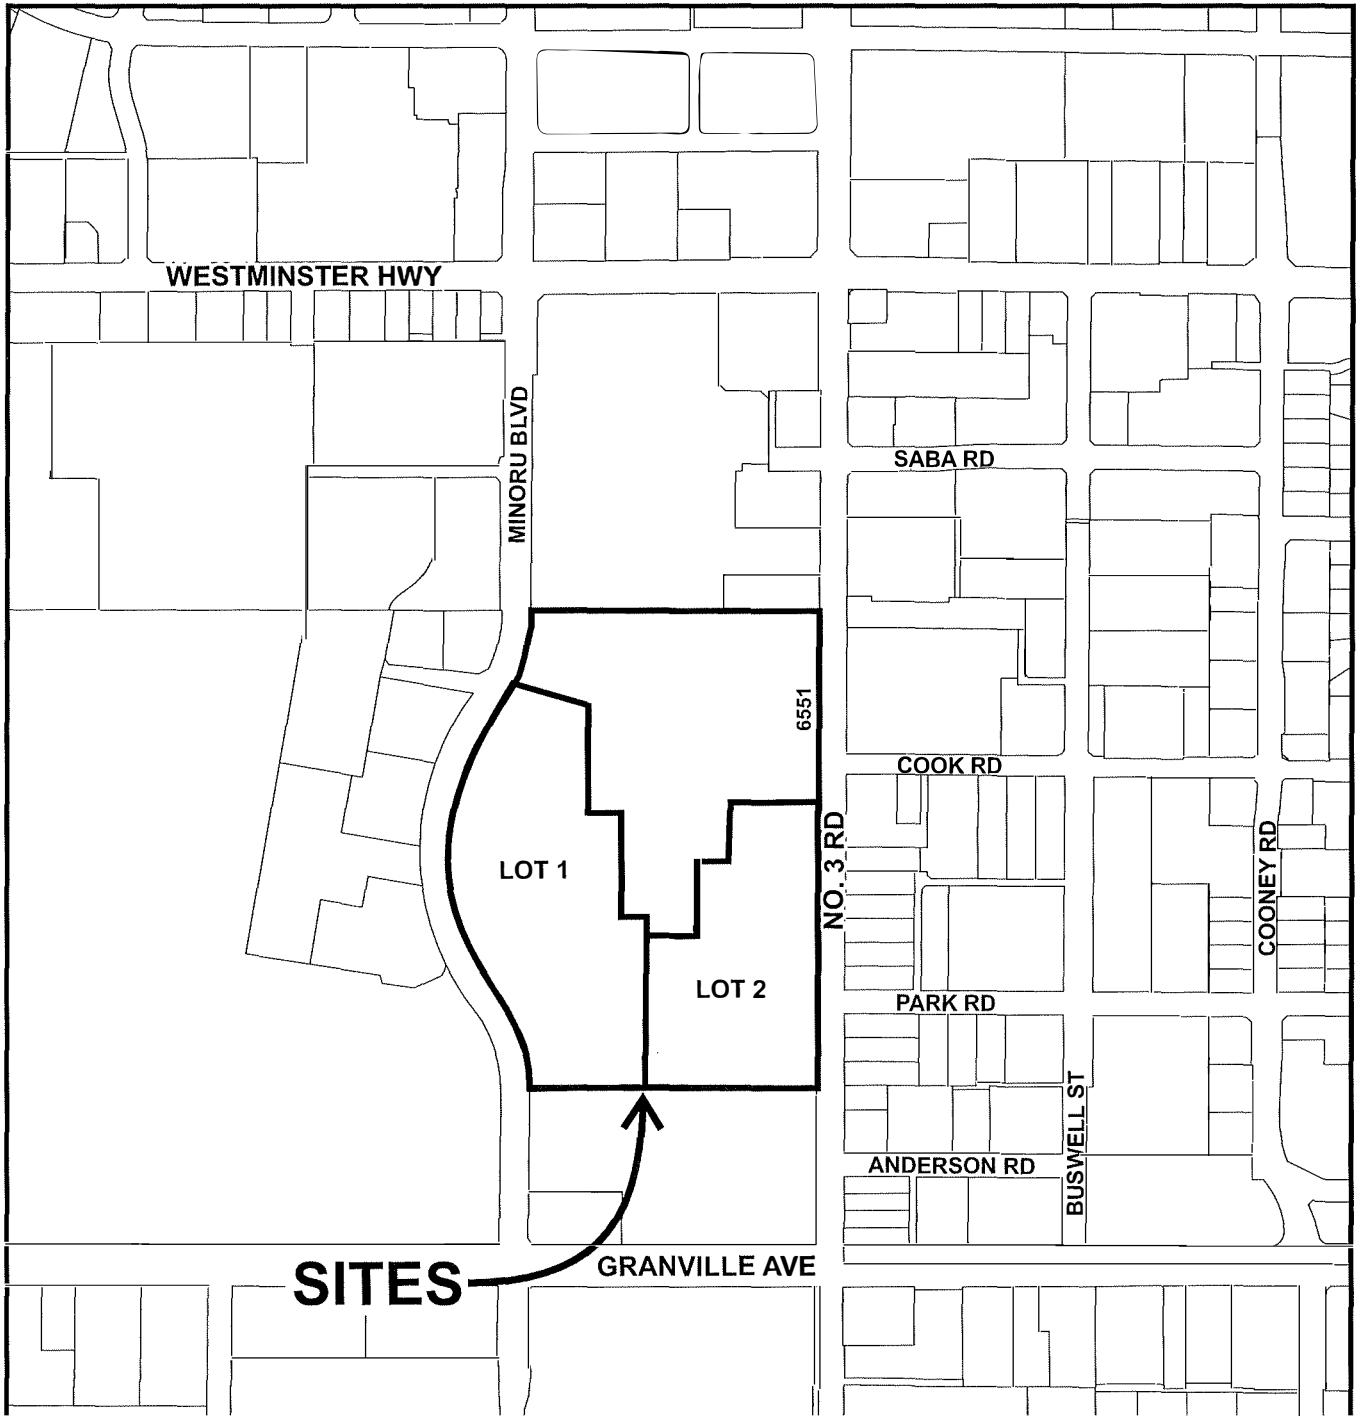 WESTMINSTER HWY
MINORU BLVD
SABA RD
6551
COOK RD
NO. 3 RD
LOT 1
COONEY RD
LOT 2
PARK RD
BUSWELL ST
ANDERSON RD
SITES
GRANVILLE AVE